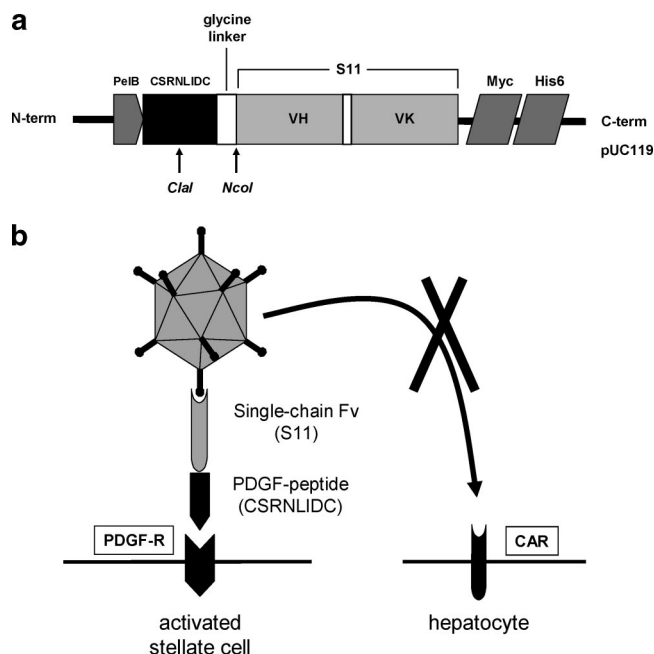 a
glycine
linker
S11
PelB CSRNLIDC Myc His6
N-term VH VK C-term
pUC119
ClaI NcoI
b
Single-chain Fv
(S11)
PDGF-peptide
(CSRNLIDC)
PDGF-R CAR
activated
stellate cell
hepatocyte